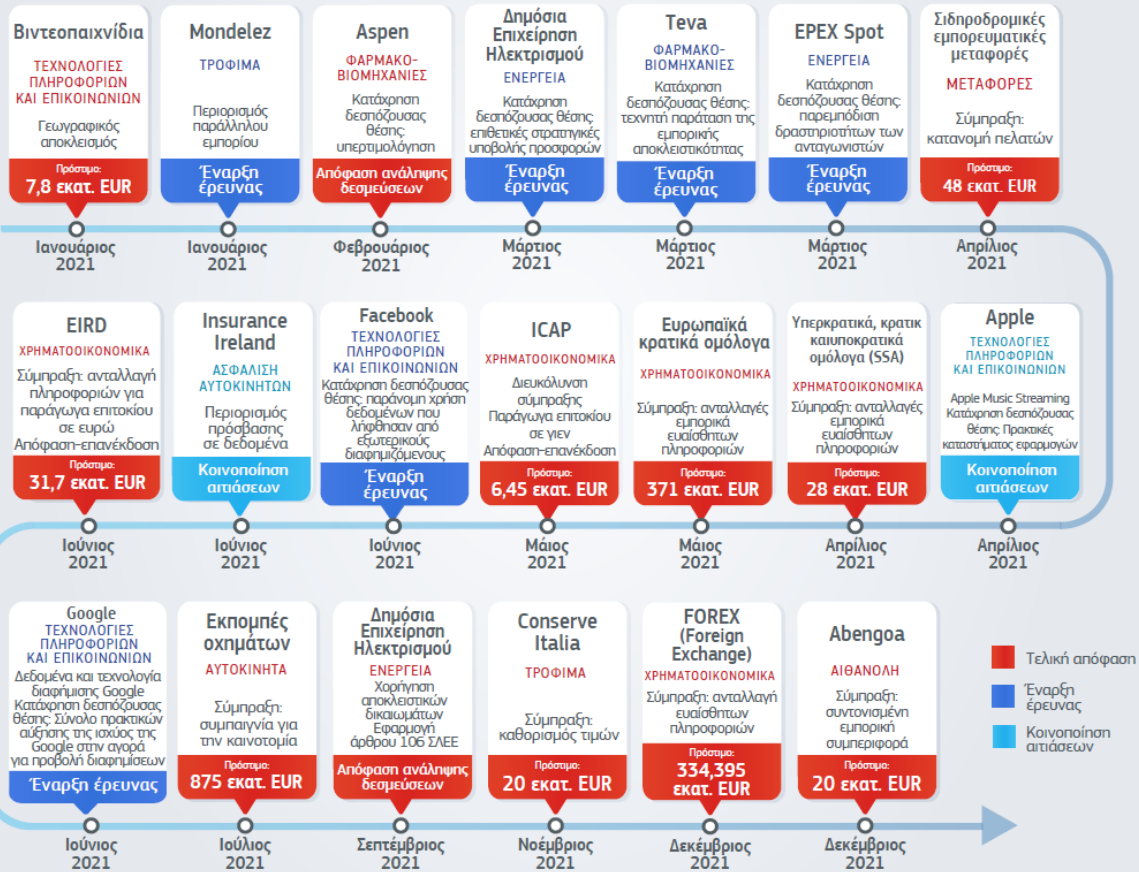 Βιντεοπαιχνίδια
ΤΕΧΝΟΛΟΓΙΕΣ
ΠΛΗΡΟΦΟΡΙΩΝ
ΚΑΙ ΕΠΙΚΟΙΝΩΝΙΩΝ
Γεωγραφικός
αποκλεισμός
Πρόστιμο:
7,8 εκατ. EUR
Ιανουάριος
2021
Mondelez
ΤΡΟΦΙΜΑ
Περιορισμός
παράλληλου
εμπορίου
Έναρξη
έρευνας
Ιανουάριος
2021
Aspen
ΦΑΡΜΑΚΟ-
ΒΙΟΜΗΧΑΝΙΕΣ
Κατάχρηση
δεσπόζουσας
θέσης:
υπερτιμολόγηση
Απόφαση ανάληψης
δεσμεύσεων
Φεβρουάριος
2021
Δημόσια
Επιχείρηση
Ηλεκτρισμού
ΕΝΕΡΓΕΙΑ
Κατάχρηση
δεσπόζουσας θέσης:
επιθετικές στρατηγικές
υποβολής προσφορών
Έναρξη
έρευνας
Μάρτιος
2021
Teva
ΦΑΡΜΑΚΟ-
ΒΙΟΜΗΧΑΝΙΕΣ
Κατάχρηση
δεσπόζουσας θέσης:
τεχνητή παράταση της
εμπορικής
αποκλειστικότητας
Έναρξη
έρευνας
Μάρτιος
2021
EPEX Spot
ΕΝΕΡΓΕΙΑ
Κατάχρηση
δεσπόζουσας θέσης:
παρεμπόδιση
δραστηριοτήτων των
ανταγωνιστών
Έναρξη
έρευνας
Μάρτιος
2021
Σιδηροδρομικές
εμπορευματικές
μεταφορές
ΜΕΤΑΦΟΡΕΣ
Σύμπραξη:
κατανομή πελατών
Πρόστιμο:
48 εκατ. EUR
Απρίλιος
2021
EIRD
ΧΡΗΜΑΤΟΟΙΚΟΝΟΜΙΚΑ
Σύμπραξη: ανταλλαγή
πληροφοριών για
παράγωγα επιτοκίου
σε ευρώ
Απόφαση-επανέκδοση
Πρόστιμο:
31,7 εκατ. EUR
Ιούνιος
2021
Insurance
Ireland
ΑΣΦΑΛΙΣΗ
ΑΥΤΟΚΙΝΗΤΩΝ
Περιορισμός
πρόσβασης
σε δεδομένα
Κοινοποίηση
αιτιάσεων
Ιούνιος
2021
Facebook
ΤΕΧΝΟΛΟΓΙΕΣ
ΠΛΗΡΟΦΟΡΙΩΝ
ΚΑΙ ΕΠΙΚΟΙΝΩΝΙΩΝ
Κατάχρηση δεσπόζουσας
θέσης: παράνομη χρήση
δεδομένων που
λήφθησαν από
εξωτερικούς
διαφημιζόμενους
Έναρξη
έρευνας
Ιούνιος
2021
ICAP
ΧΡΗΜΑΤΟΟΙΚΟΝΟΜΙΚΑ
Διευκόλυνση
σύμπραξης
Παράγωγα επιτοκίου
σε γιεν
Απόφαση-επανέκδοση
Πρόστιμο:
6,45 εκατ. EUR
Μάιος
2021
Ευρωπαϊκά
κρατικά ομόλογα
ΧΡΗΜΑΤΟΟΙΚΟΝΟΜΙΚΑ
Σύμπραξη: ανταλλαγές
εμπορικά
ευαίσθητων
πληροφοριών
Πρόστιμο:
371 εκατ. EUR
Μάιος
2021
Υπερκρατικά, κρατικ
καιυποκρατικά
ομόλογα (SSA)
ΧΡΗΜΑΤΟΟΙΚΟΝΟΜΙΚΑ
Σύμπραξη: ανταλλαγές
εμπορικά
ευαίσθητων
πληροφοριών
Πρόστιμο:
28 εκατ. EUR
Απρίλιος
2021
Apple
ΤΕΧΝΟΛΟΓΙΕΣ
ΠΛΗΡΟΦΟΡΙΩΝ
ΚΑΙ ΕΠΙΚΟΙΝΩΝΙΩΝ
Apple Music Streaming
Κατάχρηση δεσπόζουσας
θέσης: Πρακτικές
καταστήματος εφαρμογών
Κοινοποίηση
αιτιάσεων
Απρίλιος
2021
Google
ΤΕΧΝΟΛΟΓΙΕΣ
ΠΛΗΡΟΦΟΡΙΩΝ
ΚΑΙ ΕΠΙΚΟΙΝΩΝΙΩΝ
Δεδομένα και τεχνολογία
διαφήμισης Google
Κατάχρηση δεσπόζουσας
θέσης: Σύνολο πρακτικών
αύξησης της ισχύος της
Google στην αγορά
για προβολή διαφημίσεων
Έναρξη έρευνας
Ιούνιος
2021
Εκπομπές
οχημάτων
ΑΥΤΟΚΙΝΗΤΑ
Σύμπραξη:
συμπαιγνία για
την καινοτομία
Πρόστιμο:
875 εκατ. EUR
Ιούλιος
2021
Δημόσια
Επιχείρηση
Ηλεκτρισμού
ΕΝΕΡΓΕΙΑ
Χορήγηση
αποκλειστικών
δικαιωμάτων
Εφαρμογή
άρθρου 106 ΣΛΕΕ
Απόφαση ανάληψης
δεσμεύσεων
Σεπτέμβριος
2021
Conserve
Italia
ΤΡΟΦΙΜΑ
Σύμπραξη:
καθορισμός τιμών
Πρόστιμο:
20 εκατ. EUR
Νοέμβριος
2021
FOREX
(Foreign
Exchange)
ΧΡΗΜΑΤΟΟΙΚΟΝΟΜΙΚΑ
Σύμπραξη: ανταλλαγή
ευαίσθητων
πληροφοριών
Πρόστιμο:
334,395
εκατ. EUR
Δεκέμβριος
2021
Abengoa
ΑΙΘΑΝΟΛΗ
Σύμπραξη:
συντονισμένη
εμπορική
συμπεριφορά
Πρόστιμο:
20 εκατ. EUR
Δεκέμβριος
2021
Τελική απόφαση
Έναρξη
έρευνας
Κοινοποίηση
αιτιάσεων